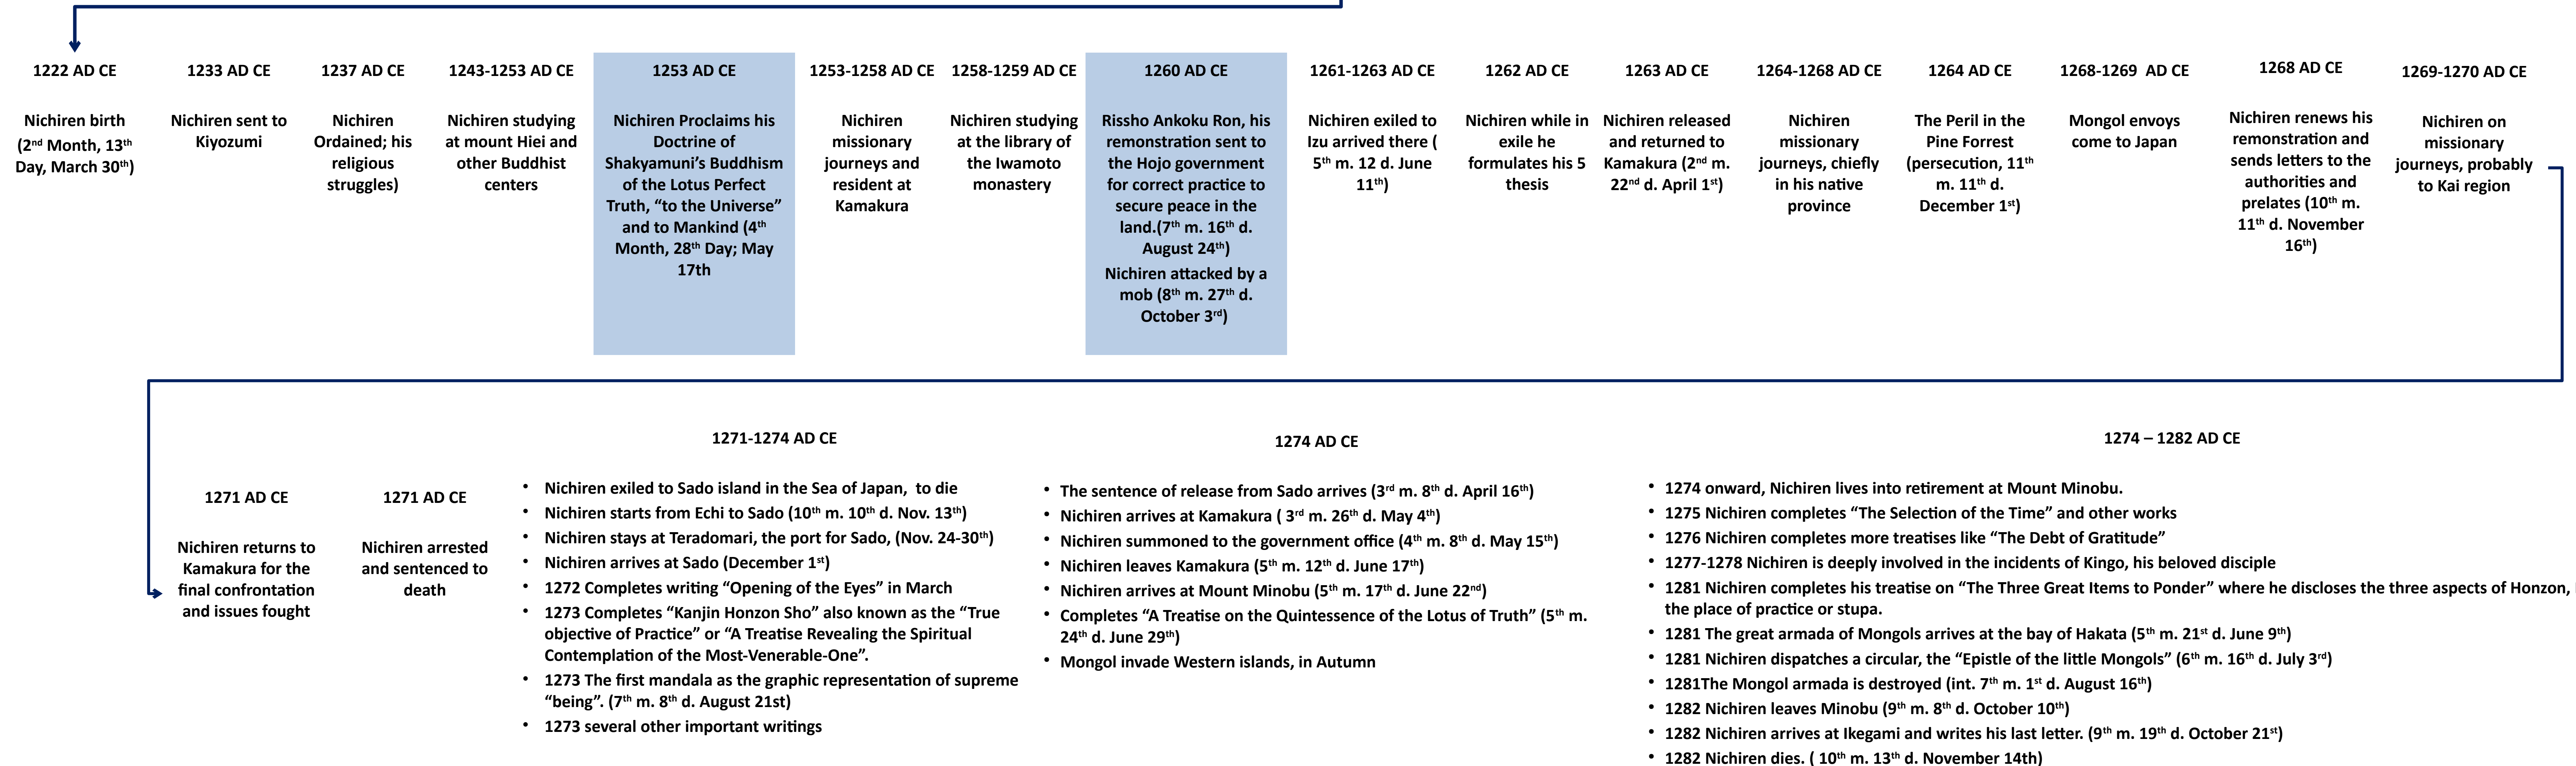 1222 AD CE
Nichiren birth
(2nd Month, 13th
Day, March 30th)
1233 AD CE
Nichiren sent to
Kiyozumi
1237 AD CE
Nichiren
Ordained; his
religious
struggles)
1243-1253 AD CE
Nichiren studying
at mount Hiei and
other Buddhist
centers
1253 AD CE
Nichiren Proclaims his
Doctrine of
Shakyamuni’s Buddhism
of the Lotus Perfect
Truth, “to the Universe”
and to Mankind (4th
Month, 28th Day; May
17th
1253-1258 AD CE
Nichiren
missionary
journeys and
resident at
Kamakura
1258-1259 AD CE
Nichiren studying
at the library of
the Iwamoto
monastery
1260 AD CE
Rissho Ankoku Ron, his
remonstration sent to
the Hojo government
for correct practice to
secure peace in the
land.(7th m. 16th d.
August 24th)
Nichiren attacked by a
mob (8th m. 27th d.
October 3rd)
1261-1263 AD CE
Nichiren exiled to
Izu arrived there (
5th m. 12 d. June
11th)
1262 AD CE
Nichiren while in
exile he
formulates his 5
thesis
1263 AD CE
Nichiren released
and returned to
Kamakura (2nd m.
22nd d. April 1st)
1264-1268 AD CE
Nichiren
missionary
journeys, chiefly
in his native
province
1264 AD CE
The Peril in the
Pine Forrest
(persecution, 11th
m. 11th d.
December 1st)
1268-1269 AD CE
Mongol envoys
come to Japan
1268 AD CE
Nichiren renews his
remonstration and
sends letters to the
authorities and
prelates (10th m.
11th d. November
16th)
1269-1270 AD CE
Nichiren on
missionary
journeys, probably
to Kai region
1271 AD CE
Nichiren returns to
Kamakura for the
final confrontation
and issues fought
1271 AD CE
Nichiren arrested
and sentenced to
death
1271-1274 AD CE
• Nichiren exiled to Sado island in the Sea of Japan, to die
• Nichiren starts from Echi to Sado (10th m. 10th d. Nov. 13th)
• Nichiren stays at Teradomari, the port for Sado, (Nov. 24-30th)
• Nichiren arrives at Sado (December 1st)
• 1272 Completes writing “Opening of the Eyes” in March
• 1273 Completes “Kanjin Honzon Sho” also known as the “True
objective of Practice” or “A Treatise Revealing the Spiritual
Contemplation of the Most-Venerable-One”.
• 1273 The first mandala as the graphic representation of supreme
“being”. (7th m. 8th d. August 21st)
• 1273 several other important writings
1274 AD CE
• The sentence of release from Sado arrives (3rd m. 8th d. April 16th)
• Nichiren arrives at Kamakura ( 3rd m. 26th d. May 4th)
• Nichiren summoned to the government office (4th m. 8th d. May 15th)
• Nichiren leaves Kamakura (5th m. 12th d. June 17th)
• Nichiren arrives at Mount Minobu (5th m. 17th d. June 22nd)
• Completes “A Treatise on the Quintessence of the Lotus of Truth” (5th m.
24th d. June 29th)
• Mongol invade Western islands, in Autumn
1274 – 1282 AD CE
• 1274 onward, Nichiren lives into retirement at Mount Minobu.
• 1275 Nichiren completes “The Selection of the Time” and other works
• 1276 Nichiren completes more treatises like “The Debt of Gratitude”
• 1277-1278 Nichiren is deeply involved in the incidents of Kingo, his beloved disciple
• 1281 Nichiren completes his treatise on “The Three Great Items to Ponder” where he discloses the three aspects of Honzon,
the place of practice or stupa.
• 1281 The great armada of Mongols arrives at the bay of Hakata (5th m. 21st d. June 9th)
• 1281 Nichiren dispatches a circular, the “Epistle of the little Mongols” (6th m. 16th d. July 3rd)
• 1281The Mongol armada is destroyed (int. 7th m. 1st d. August 16th)
• 1282 Nichiren leaves Minobu (9th m. 8th d. October 10th)
• 1282 Nichiren arrives at Ikegami and writes his last letter. (9th m. 19th d. October 21st)
• 1282 Nichiren dies. ( 10th m. 13th d. November 14th)